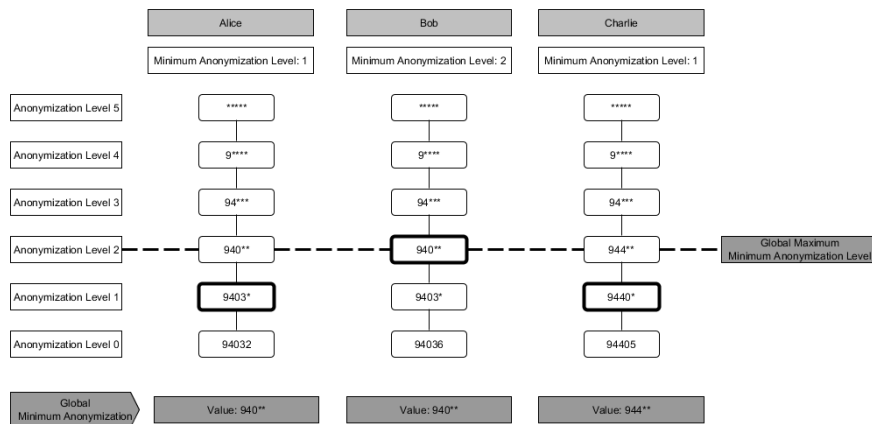 Alice
Bob
Charlie
Minimum Anonymization Level: 1
Minimum Anonymization Level: 2
Minimum Anonymization Level: 1
Anonymization Level 5
*****
*****
*****
Anonymization Level 4
9****
9****
9****
Anonymization Level 3
94***
94***
94***
Anonymization Level 2
940**
940**
944**
Global Maximum
Minimum Anonymization Level
Anonymization Level 1
9403*
9403*
9440*
Anonymization Level 0
94032
94036
94405
Global
Minimum Anonymization
Value: 940**
Value: 940**
Value: 944**